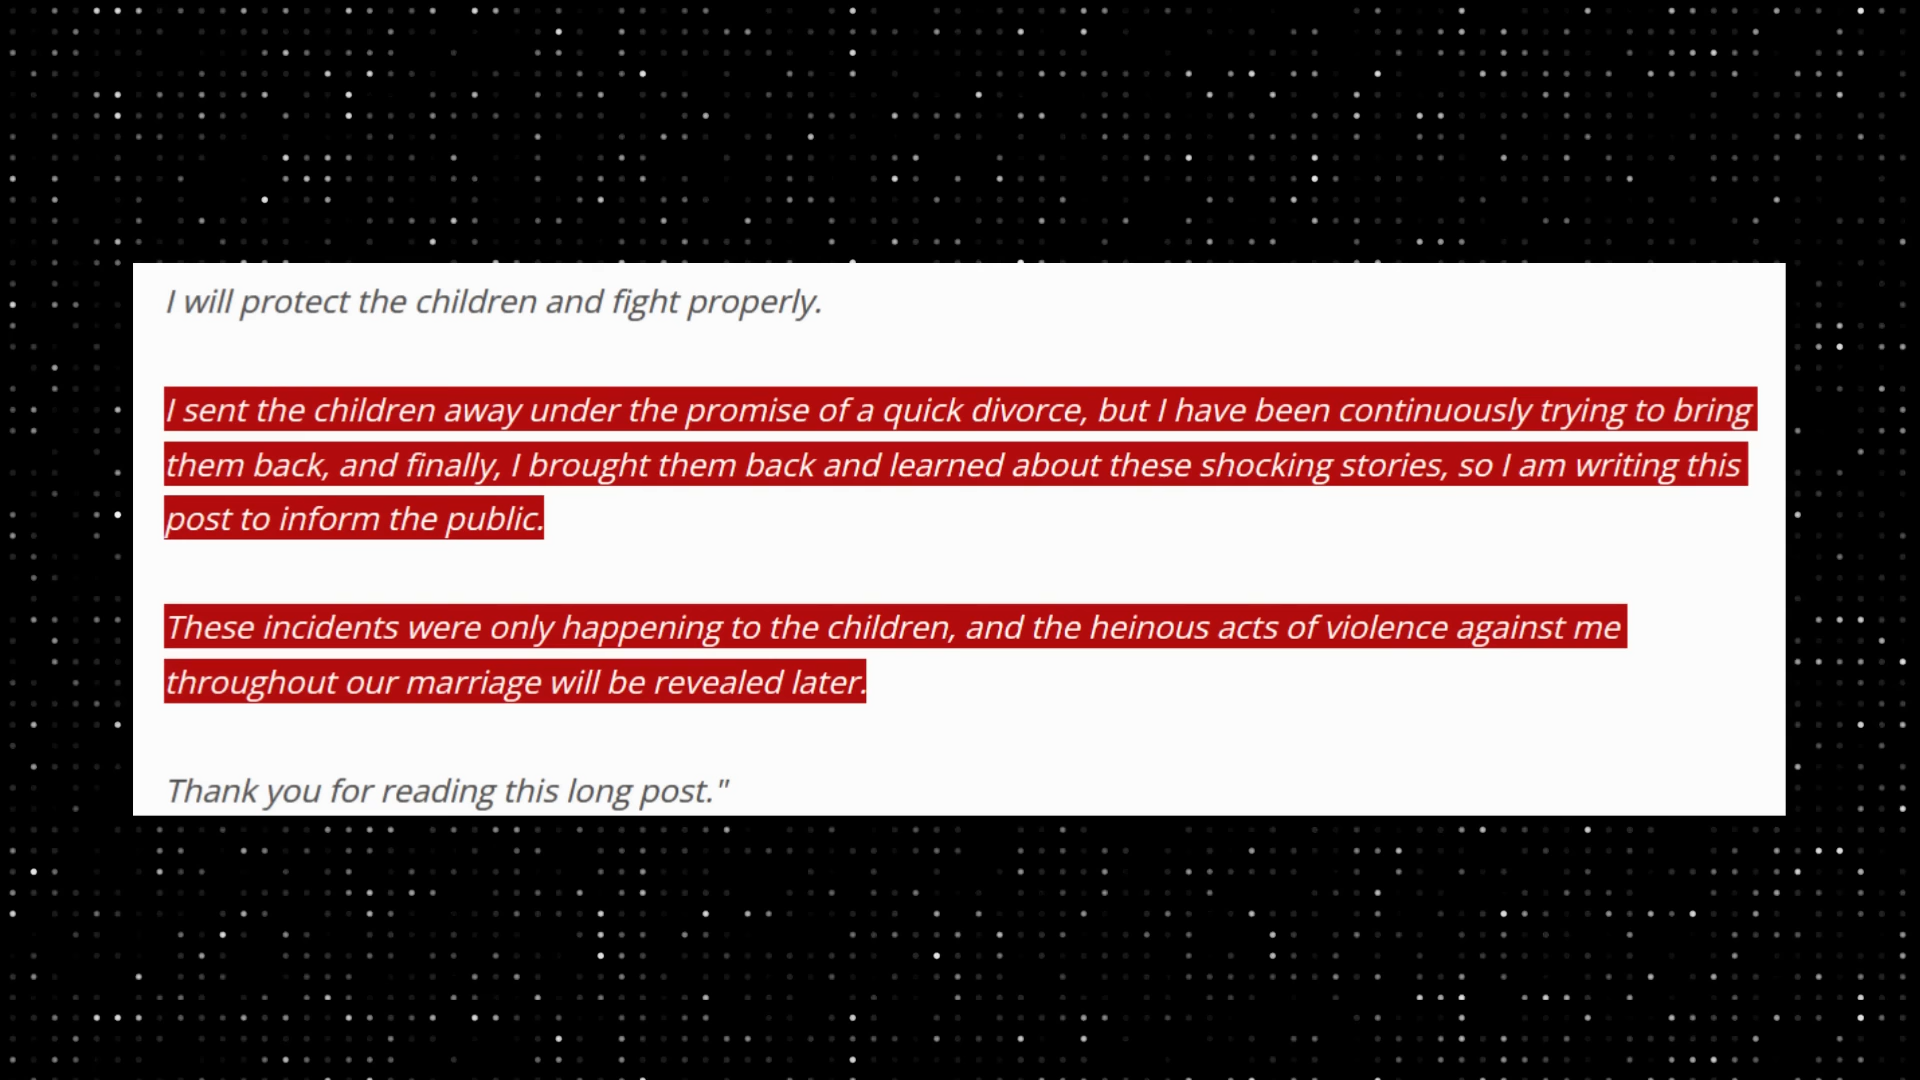 I will protect the children and fight properly.
I sent the children away under the promise of a quick divorce, but I have been continuously trying to bring
them back, and finally, I brought them back and learned about these shocking stories, so I am writing this
post to inform the public.
These incidents were only happening to the children, and the heinous acts of violence against me
throughout our marriage will be revealed later.
Thank you for reading this long post."